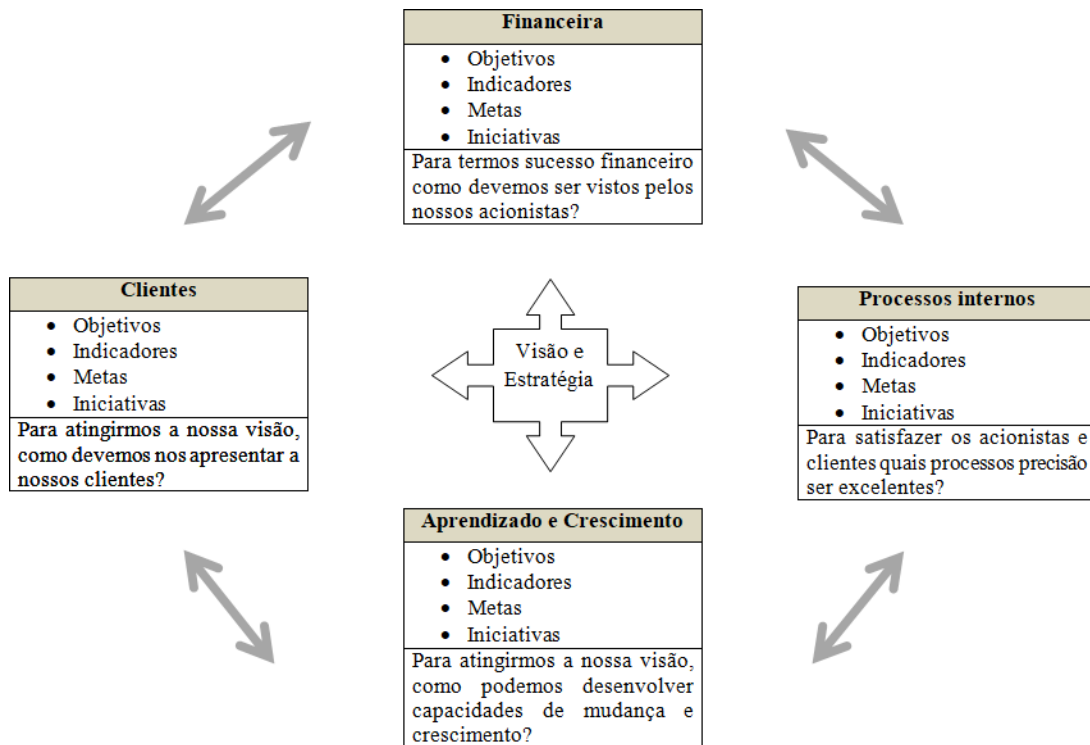 Financeira
• Objetivos
• Indicadores
• Metas
• Iniciativas
Para termos sucesso financeiro
como devemos ser vistos pelos
nossos acionistas?
Clientes
• Objetivos
• Indicadores
• Metas
• Iniciativas
Para atingirmos a nossa visão,
como devemos nos apresentar a
nossos clientes?
Visão e
Estratégia
Processos internos
• Objetivos
• Indicadores
• Metas
• Iniciativas
Para satisfazer os acionistas e
clientes quais processos precisão
ser excelentes?
Aprendizado e Crescimento
• Objetivos
• Indicadores
• Metas
• Iniciativas
Para atingirmos a nossa visão,
como podemos desenvolver
capacidades de mudança e
crescimento?